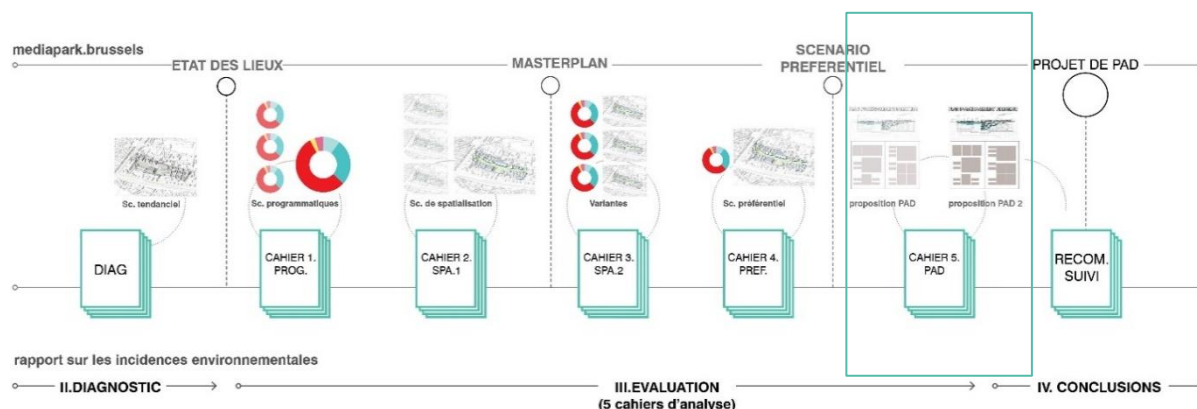 mediapark.brussels
ETAT DES LIEUX
MASTERPLAN
SCENARIO
PREFERENTIEL
PROJET DE PAD
Sc. tendanciel
Sc. programmatiques
Sc. de spatialisation
Variantes
Sc. préférentiel
proposition PAD
proposition PAD 2
DIAG
CAHIER 1.
PROG.
CAHIER 2.
SPA.1
CAHIER 3.
SPA.2
CAHIER 4.
PREF.
CAHIER 5.
PAD
RECOM.
SUIVI
rapport sur les incidences environnementales
II.DIAGNOSTIC
III.EVALUATION
(5 cahiers d'analyse)
IV. CONCLUSIONS